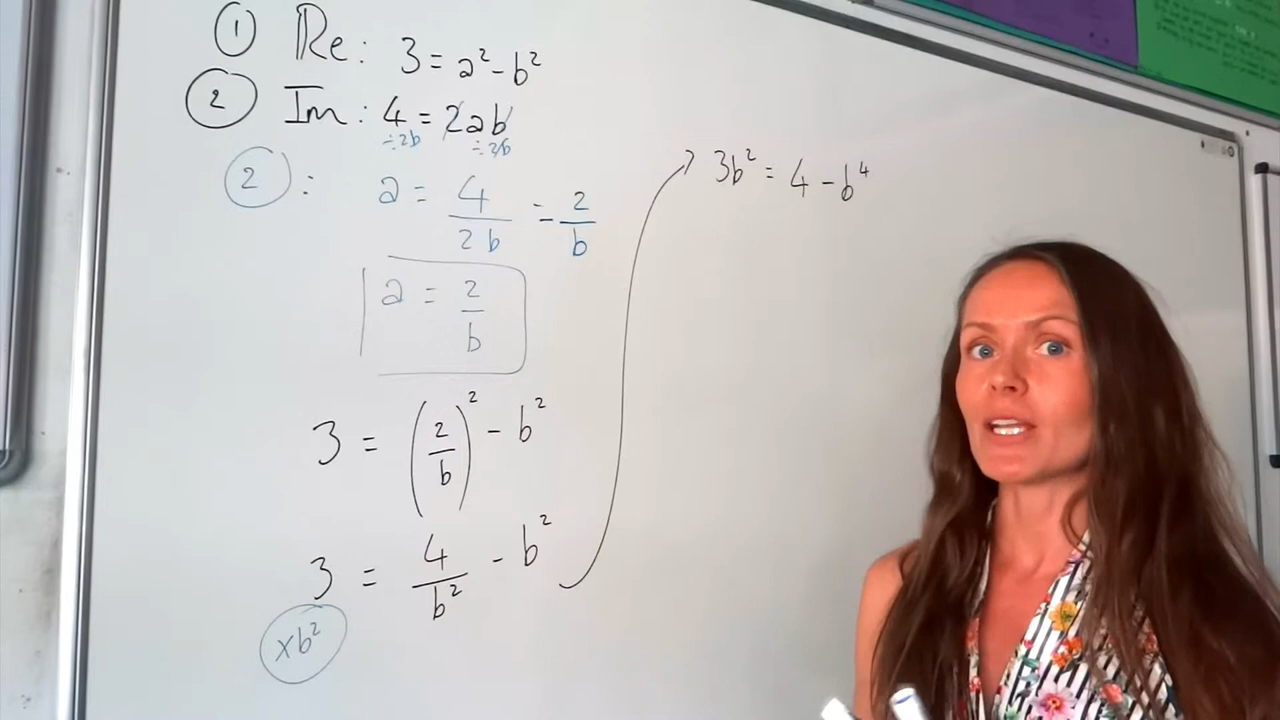 ① Re: 3 = a² - b²
② Im: 4 = 2ab
÷2b ÷2b
②: a = 4/2b = 2/b
a = 2/b
3 = (2/b)² - b²
3 = 4/b² - b²
×b²
3b² = 4 - b⁴